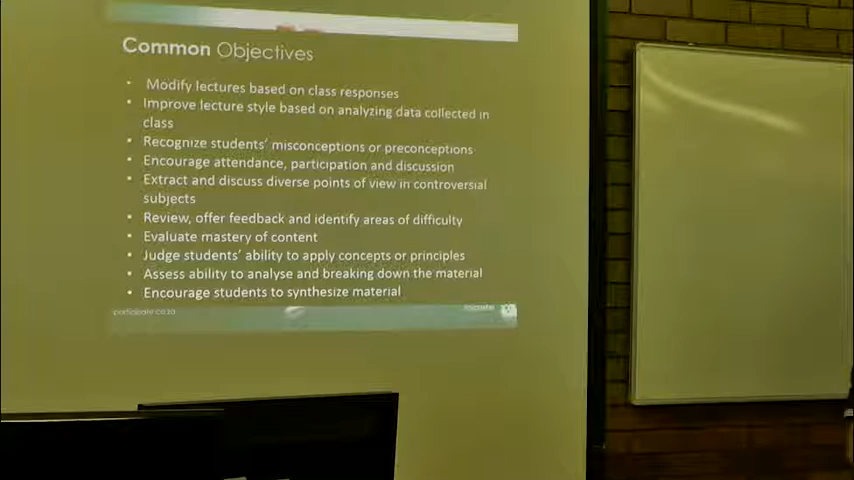 Common Objectives
• Modify lectures based on class responses
• Improve lecture style based on analyzing data collected in
class
• Recognize students' misconceptions or preconceptions
• Encourage attendance, participation and discussion
• Extract and discuss diverse points of view in controversial
subjects
• Review, offer feedback and identify areas of difficulty
• Evaluate mastery of content
• Judge students' ability to apply concepts or principles
• Assess ability to analyse and breaking down the material
• Encourage students to synthesize material